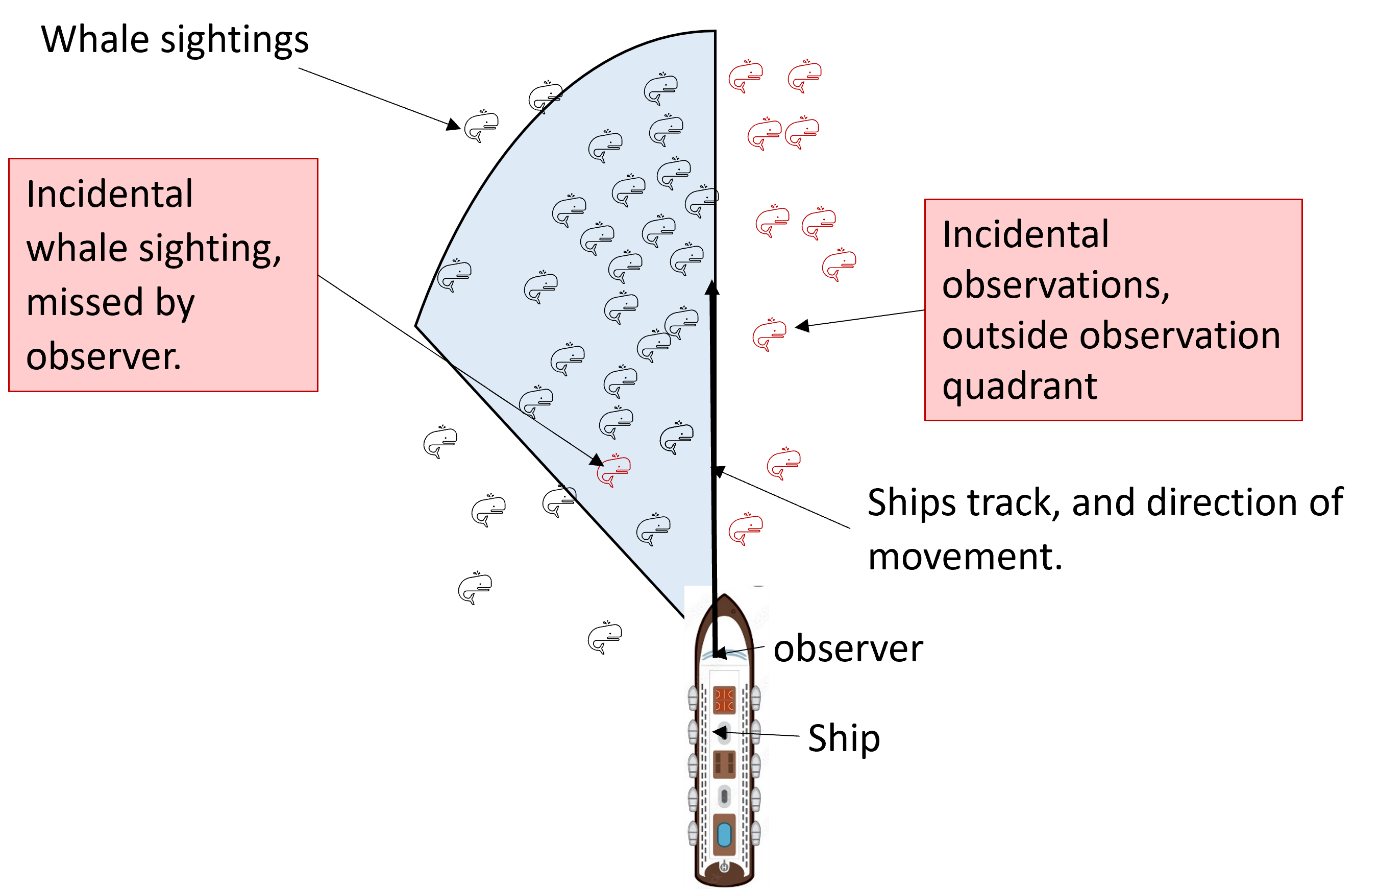 Whale sightings
Incidental
whale sighting,
missed by
observer.
Incidental
observations,
outside observation
quadrant
Ships track, and direction of
movement.
observer
Ship